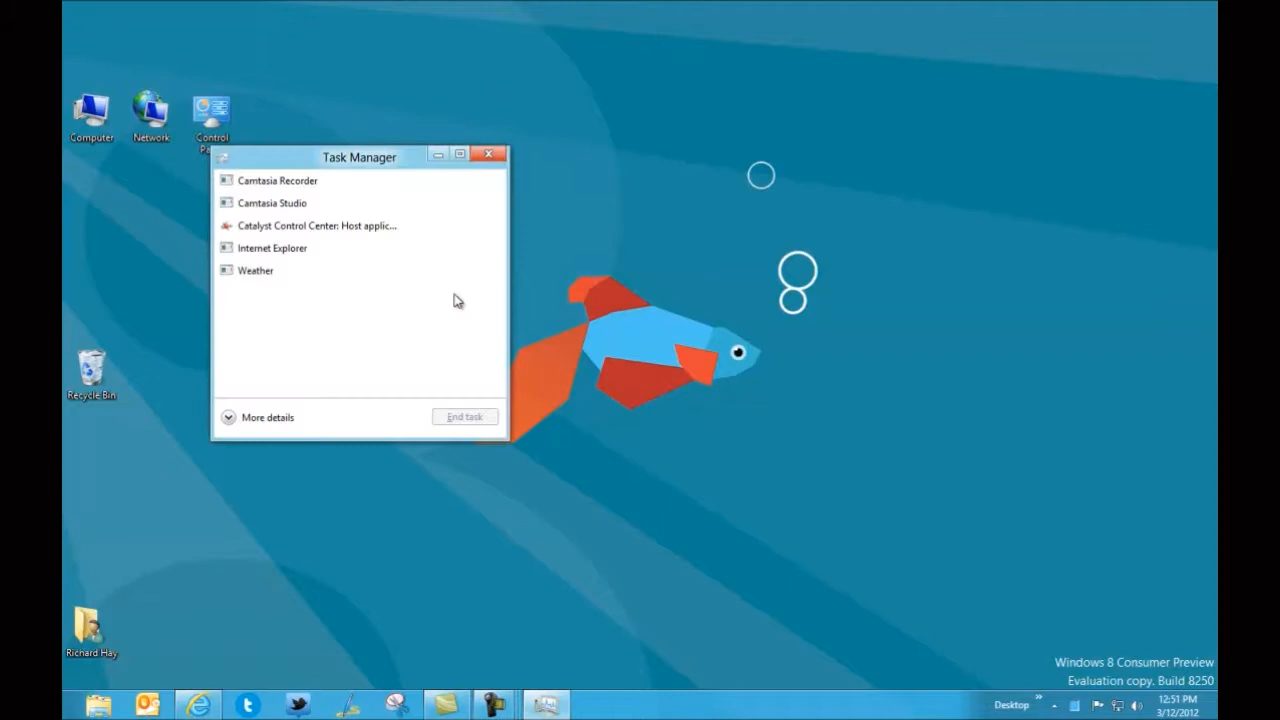 Computer
Network
Control
Task Manager
Camtasia Recorder
Camtasia Studio
Catalyst Control Center: Host applic...
Internet Explorer
Weather
More details
End task
Recycle Bin
Richard Hay
Windows 8 Consumer Preview
Evaluation copy. Build 8250
Desktop
12:51 PM
3/12/2012